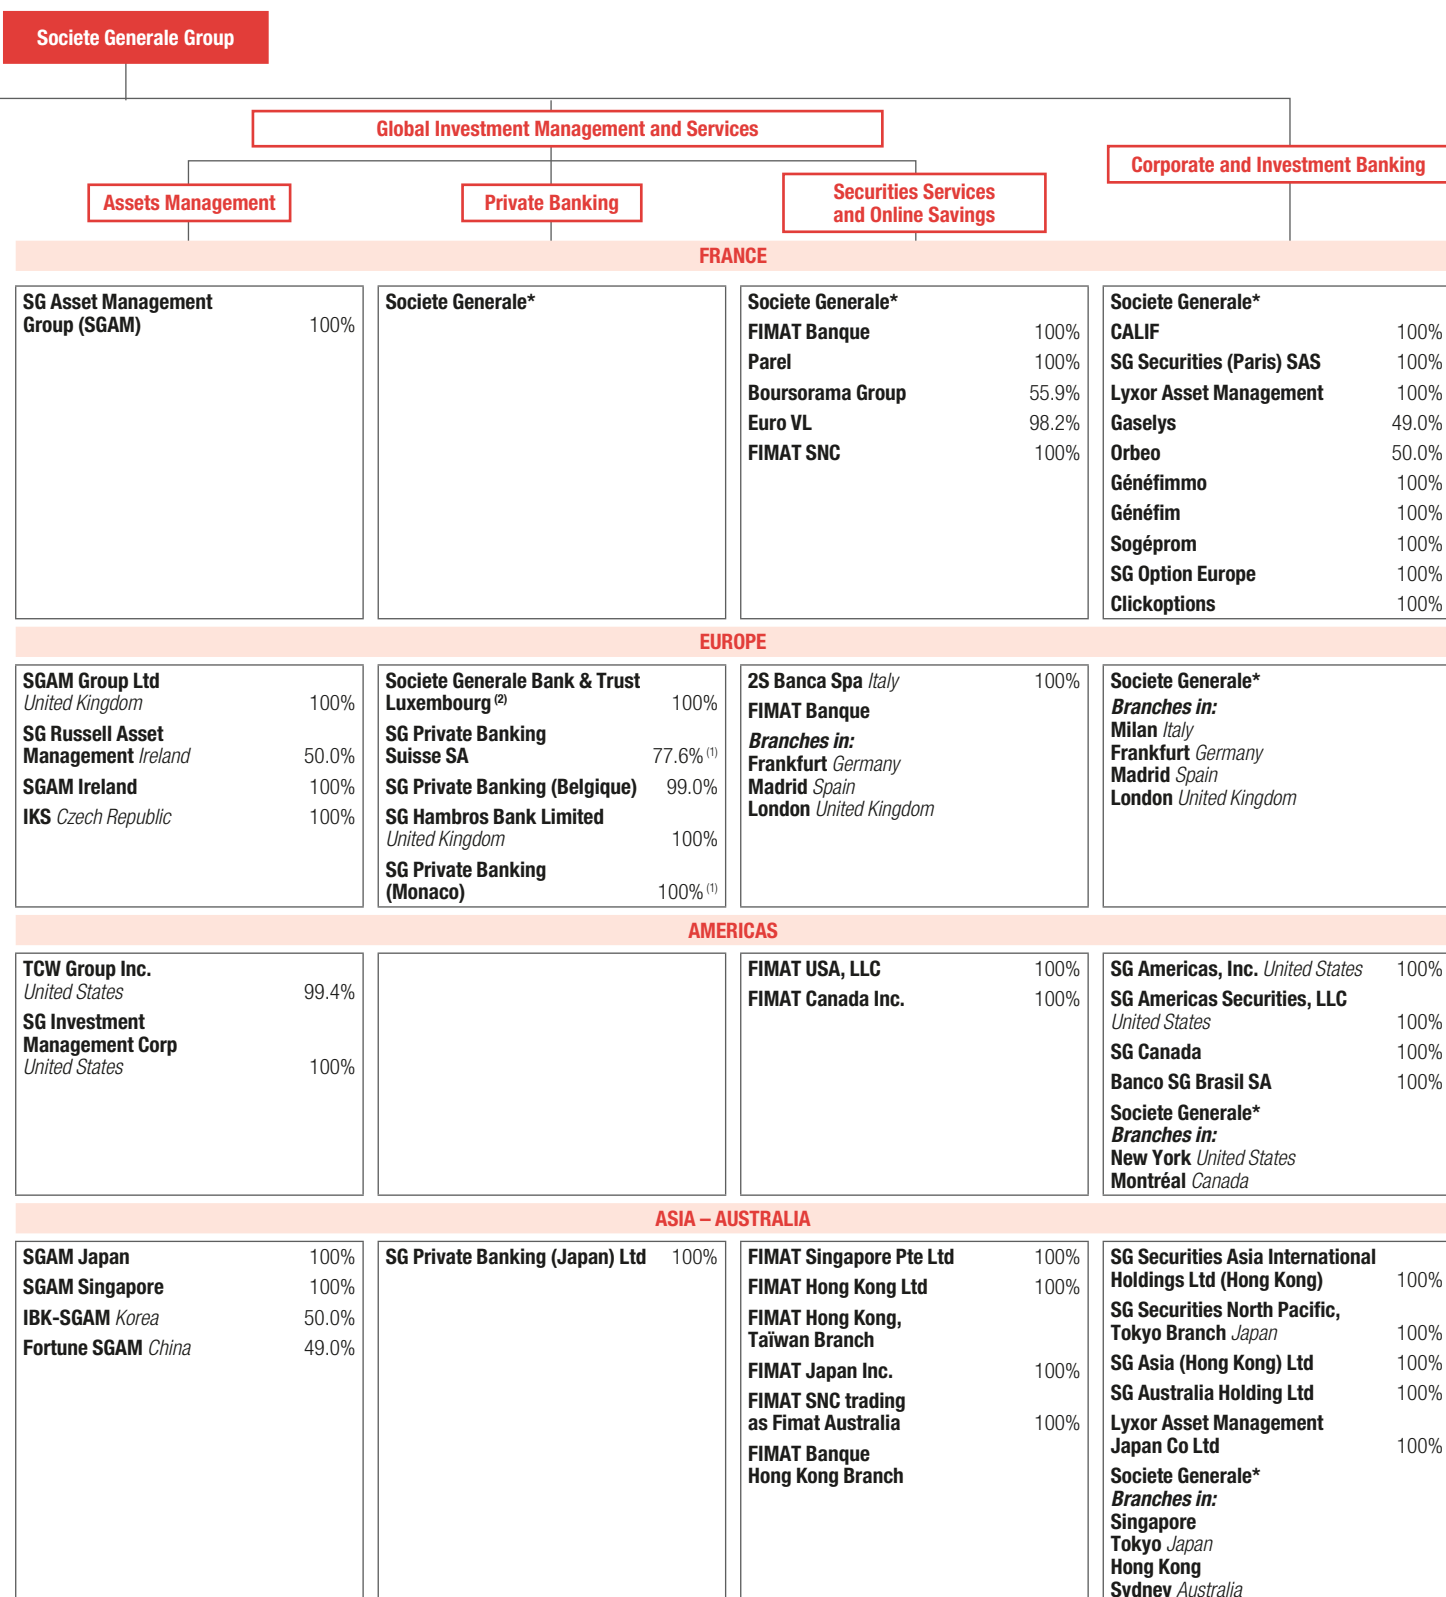 Societe Generale Group
Global Investment Management and Services
Corporate and Investment Banking
Assets Management
Private Banking
Securities Services
and Online Savings
FRANCE
SG Asset Management
Group (SGAM) 100%
Societe Generale*
Societe Generale*
FIMAT Banque 100%
Parel 100%
Boursorama Group 55.9%
Euro VL 98.2%
FIMAT SNC 100%
Societe Generale*
CALIF 100%
SG Securities (Paris) SAS 100%
Lyxor Asset Management 100%
Gaselys 49.0%
Orbeo 50.0%
Généfimmo 100%
Généfim 100%
Sogéprom 100%
SG Option Europe 100%
Clickoptions 100%
EUROPE
SGAM Group Ltd
United Kingdom 100%
SG Russell Asset
Management Ireland 50.0%
SGAM Ireland 100%
IKS Czech Republic 100%
Societe Generale Bank & Trust
Luxembourg (2) 100%
SG Private Banking
Suisse SA 77.6% (1)
SG Private Banking (Belgique) 99.0%
SG Hambros Bank Limited
United Kingdom 100%
SG Private Banking
(Monaco) 100% (1)
2S Banca Spa Italy 100%
FIMAT Banque
Branches in:
Frankfurt Germany
Madrid Spain
London United Kingdom
Societe Generale*
Branches in:
Milan Italy
Frankfurt Germany
Madrid Spain
London United Kingdom
AMERICAS
TCW Group Inc.
United States 99.4%
SG Investment
Management Corp
United States 100%
FIMAT USA, LLC 100%
FIMAT Canada Inc. 100%
SG Americas, Inc. United States 100%
SG Americas Securities, LLC
United States 100%
SG Canada 100%
Banco SG Brasil SA 100%
Societe Generale*
Branches in:
New York United States
Montréal Canada
ASIA – AUSTRALIA
SGAM Japan 100%
SGAM Singapore 100%
IBK-SGAM Korea 50.0%
Fortune SGAM China 49.0%
SG Private Banking (Japan) Ltd 100%
FIMAT Singapore Pte Ltd 100%
FIMAT Hong Kong Ltd 100%
FIMAT Hong Kong,
Taïwan Branch
FIMAT Japan Inc. 100%
FIMAT SNC trading
as Fimat Australia 100%
FIMAT Banque
Hong Kong Branch
SG Securities Asia International
Holdings Ltd (Hong Kong) 100%
SG Securities North Pacific,
Tokyo Branch Japan 100%
SG Asia (Hong Kong) Ltd 100%
SG Australia Holding Ltd 100%
Lyxor Asset Management
Japan Co Ltd 100%
Societe Generale*
Branches in:
Singapore
Tokyo Japan
Hong Kong
Sydney Australia